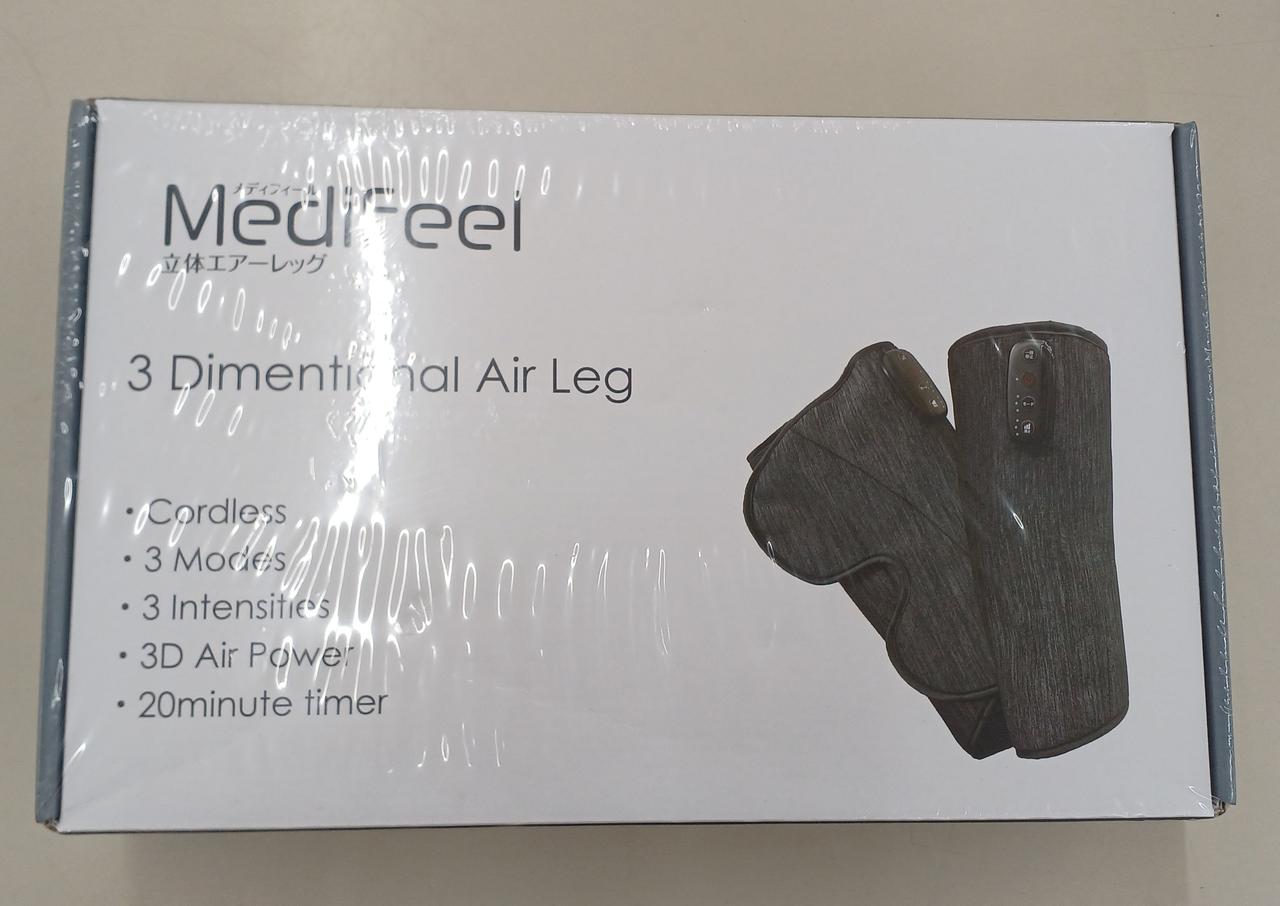 メディフィール
MediFeel
立体エアーレッグ
3 Dimentional Air Leg
・Cordless
・3 Modes
・3 Intensities
・3D Air Power
・20minute timer